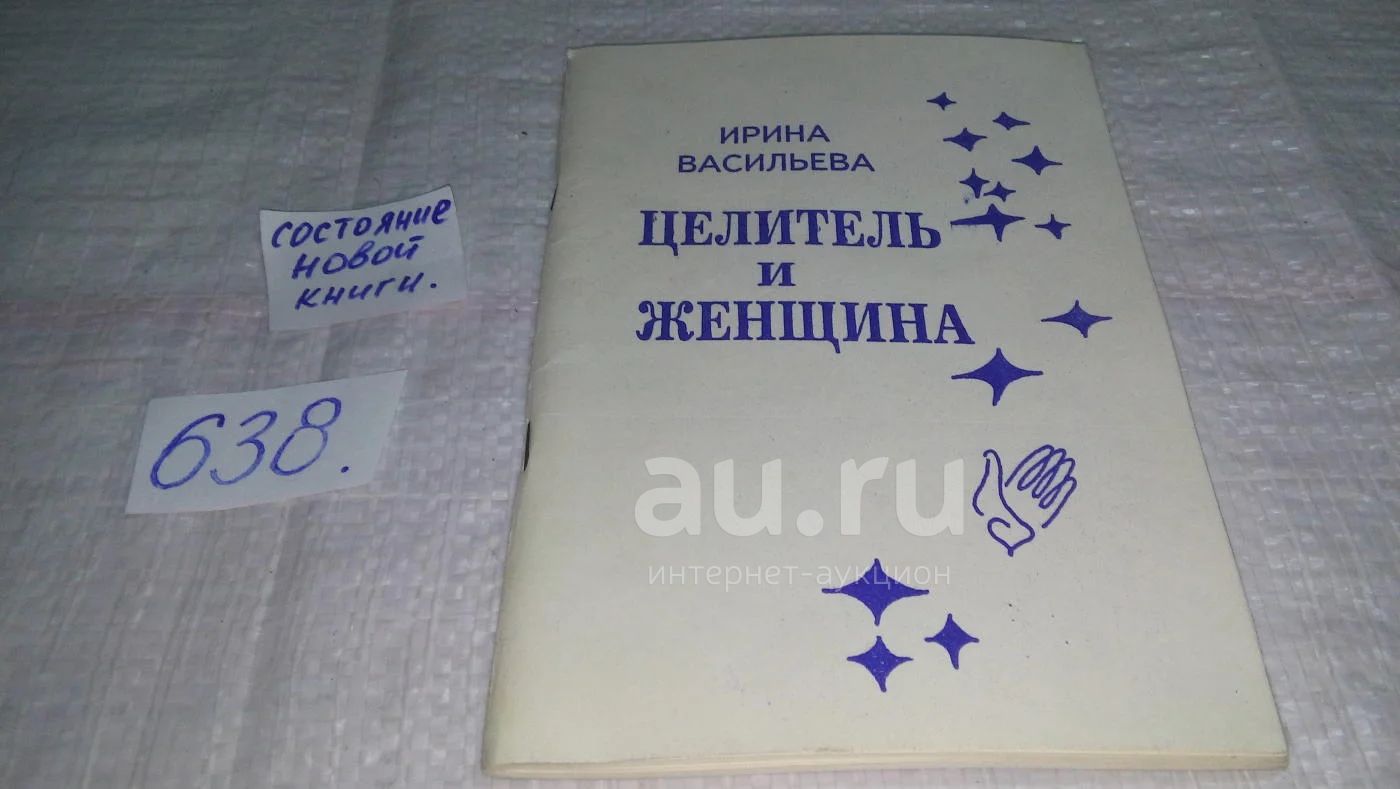 ИРИНА
ВАСИЛЬЕВА
ЦЕЛИТЕЛЬ
И
ЖЕНЩИНА
состояние
новой
книги.
638.
au.ru
интернет-аукцион